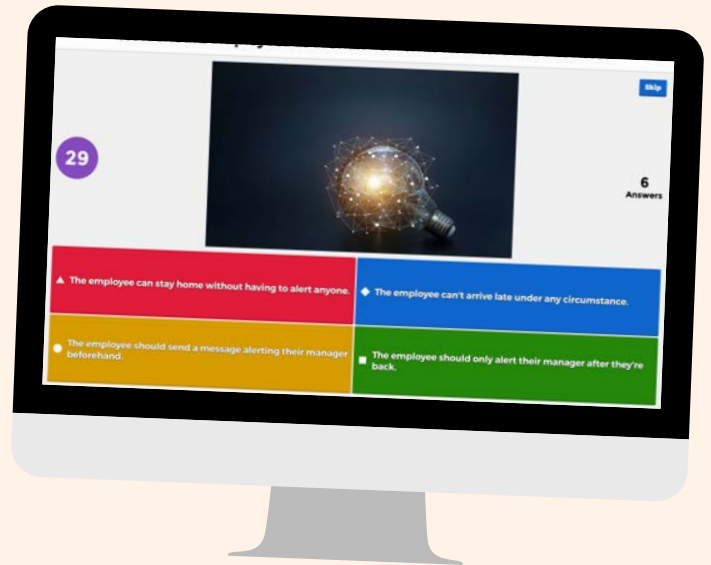 Skip
29
6
Answers
The employee can stay home without having to alert anyone.
The employee can't arrive late under any circumstance.
The employee should send a message alerting their manager
beforehand.
The employee should only alert their manager after they're
back.